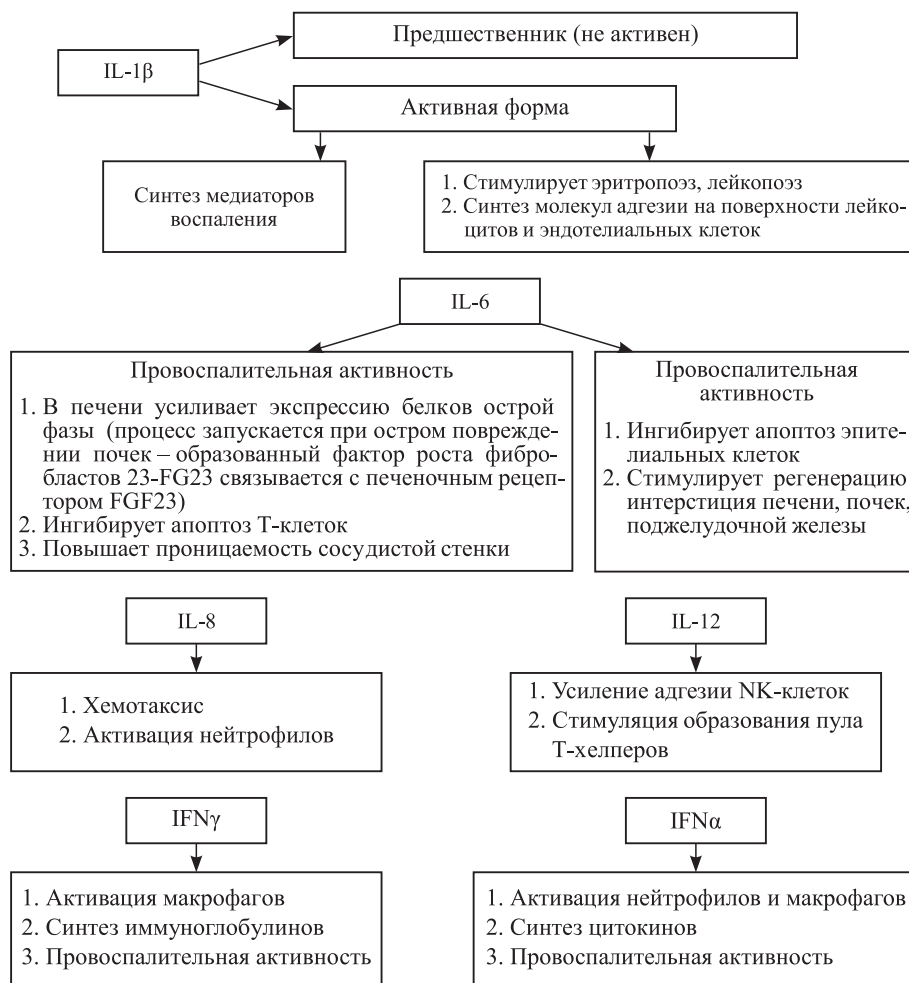 Предшественник (не активен)
IL-1β
Активная форма
Синтез медиаторов
воспаления
1. Стимулирует эритропоэз, лейкопоэз
2. Синтез молекул адгезии на поверхности лейко-
цитов и эндотелиальных клеток
IL-6
Провоспалительная активность
1. В печени усиливает экспрессию белков острой
фазы (процесс запускается при остром поврежде-
нии почек – образованный фактор роста фибро-
бластов 23-FG23 связывается с печеночным рецеп-
тором FGF23)
2. Ингибирует апоптоз Т-клеток
3. Повышает проницаемость сосудистой стенки
Провоспалительная
активность
1. Ингибирует апоптоз эпите-
лиальных клеток
2. Стимулирует регенерацию
интерстиция печени, почек,
поджелудочной железы
IL-8
1. Хемотаксис
2. Активация нейтрофилов
IL-12
1. Усиление адгезии NK-клеток
2. Стимуляция образования пула
Т-хелперов
IFNγ
1. Активация макрофагов
2. Синтез иммуноглобулинов
3. Провоспалительная активность
IFNα
1. Активация нейтрофилов и макрофагов
2. Синтез цитокинов
3. Провоспалительная активность